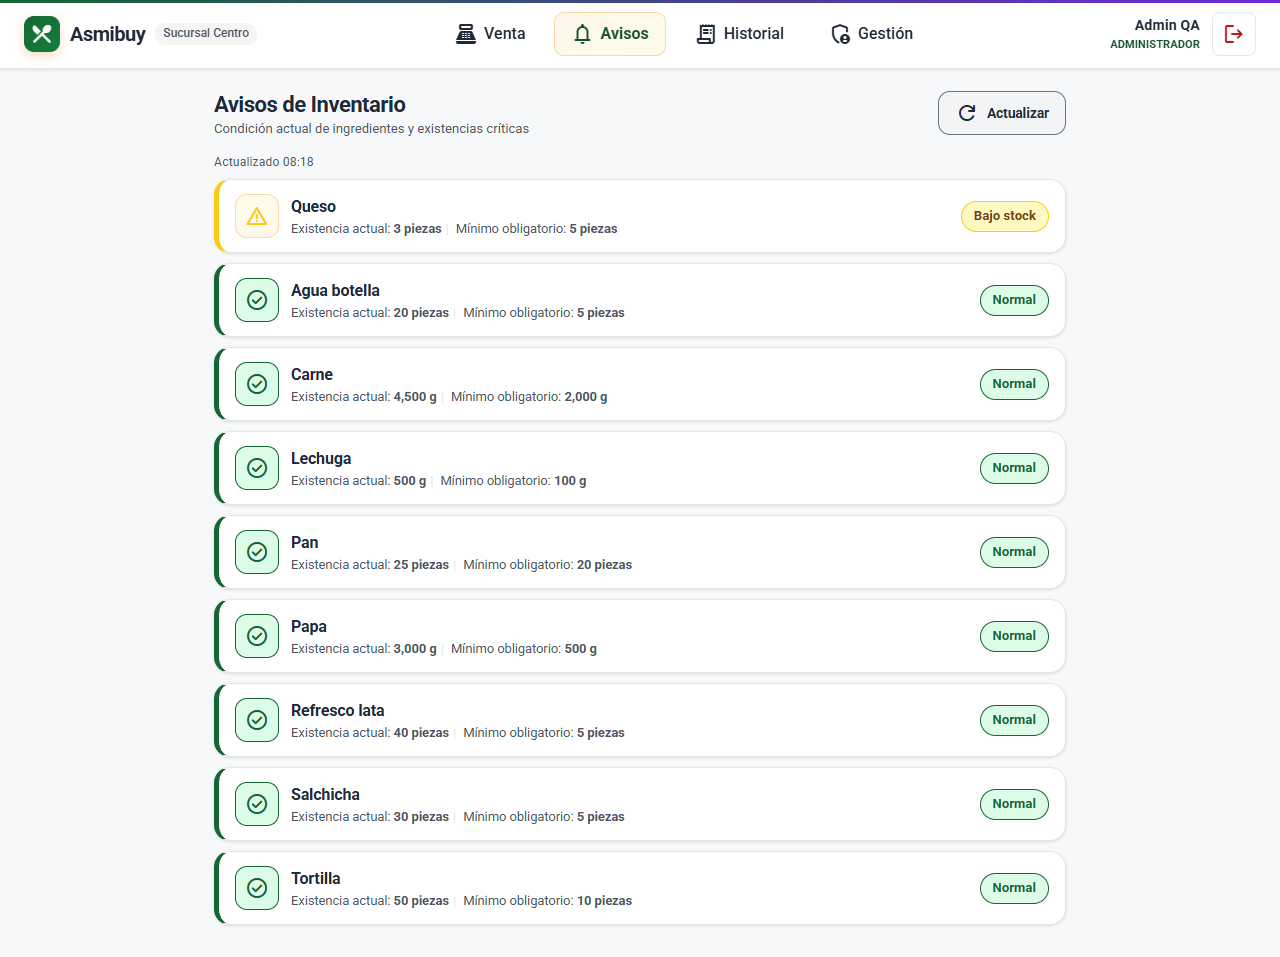 Asmibuy Sucursal Centro Venta Avisos Historial Gestión Admin QA
ADMINISTRADOR
Avisos de Inventario
Condición actual de ingredientes y existencias críticas
Actualizar
Actualizado 08:18
Queso
Existencia actual: 3 piezas Mínimo obligatorio: 5 piezas
Bajo stock
Agua botella
Existencia actual: 20 piezas Mínimo obligatorio: 5 piezas
Normal
Carne
Existencia actual: 4,500 g Mínimo obligatorio: 2,000 g
Normal
Lechuga
Existencia actual: 500 g Mínimo obligatorio: 100 g
Normal
Pan
Existencia actual: 25 piezas Mínimo obligatorio: 20 piezas
Normal
Papa
Existencia actual: 3,000 g Mínimo obligatorio: 500 g
Normal
Refresco lata
Existencia actual: 40 piezas Mínimo obligatorio: 5 piezas
Normal
Salchicha
Existencia actual: 30 piezas Mínimo obligatorio: 5 piezas
Normal
Tortilla
Existencia actual: 50 piezas Mínimo obligatorio: 10 piezas
Normal